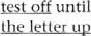 test off until
the letter up